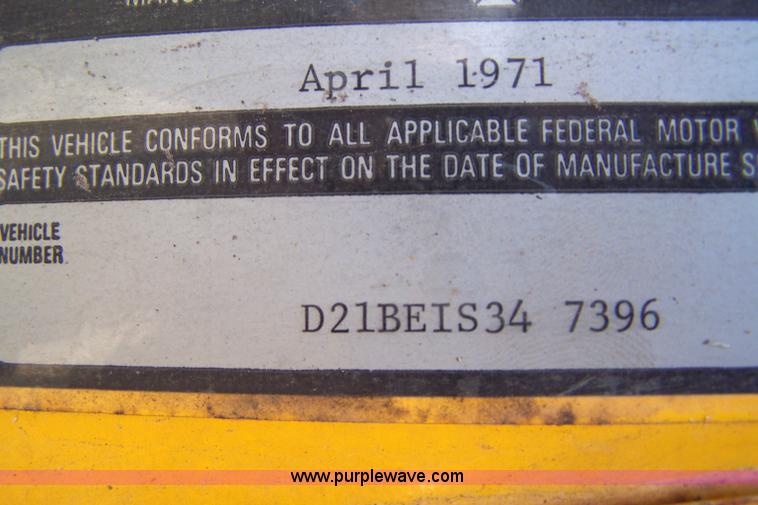 April 1971
THIS VEHICLE CONFORMS TO ALL APPLICABLE FEDERAL MOTOR
SAFETY STANDARDS IN EFFECT ON THE DATE OF MANUFACTURE
VEHICLE
NUMBER
D21BEIS34 7396
www.purplewave.com